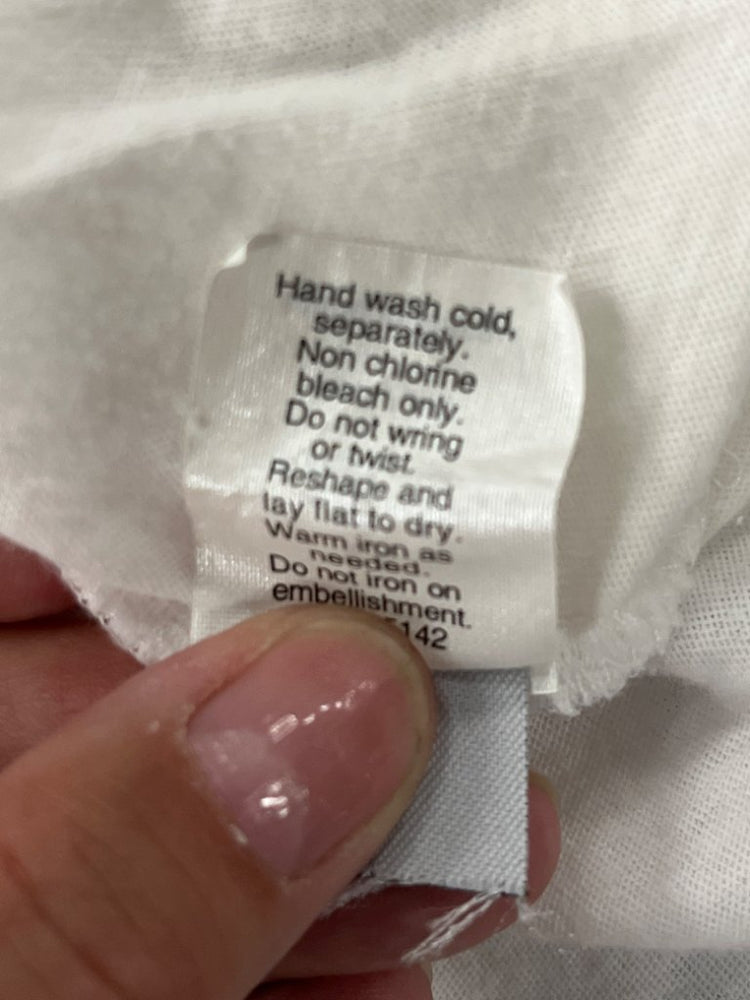 Hand wash cold,
separately.
Non chlorine
bleach only.
Do not wring
or twist.
Reshape and
lay flat to dry.
Warm iron as
needed.
Do not iron on
embellishment.
142